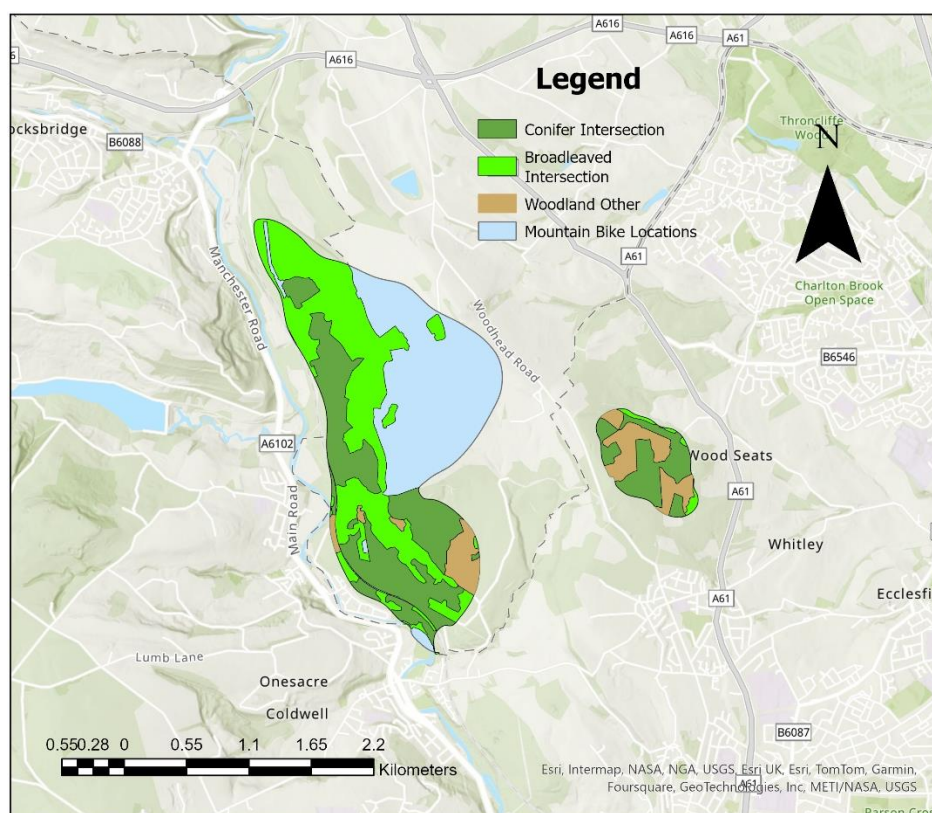 A616
A61
A616
A61
A616
6
Legend
Conifer Intersection
Broadleaved
Intersection
Woodland Other
Mountain Bike Locations
Throncliffe
Wood
N
ocksbridge
B6088
Manchester Road
Woodhead Road
Charlton Brook
Open Space
B6546
A6102
Main Road
Wood Seats
A61
Whitley
A61
Ecclesfi
Lumb Lane
Onesacre
Coldwell
B6087
0.55 0.28 0 0.55 1.1 1.65 2.2
Kilometers
Esri, Intermap, NASA, NGA, USGS, Esri UK, Esri, TomTom, Garmin,
Foursquare, GeoTechnologies, Inc, METI/NASA, USGS
A61